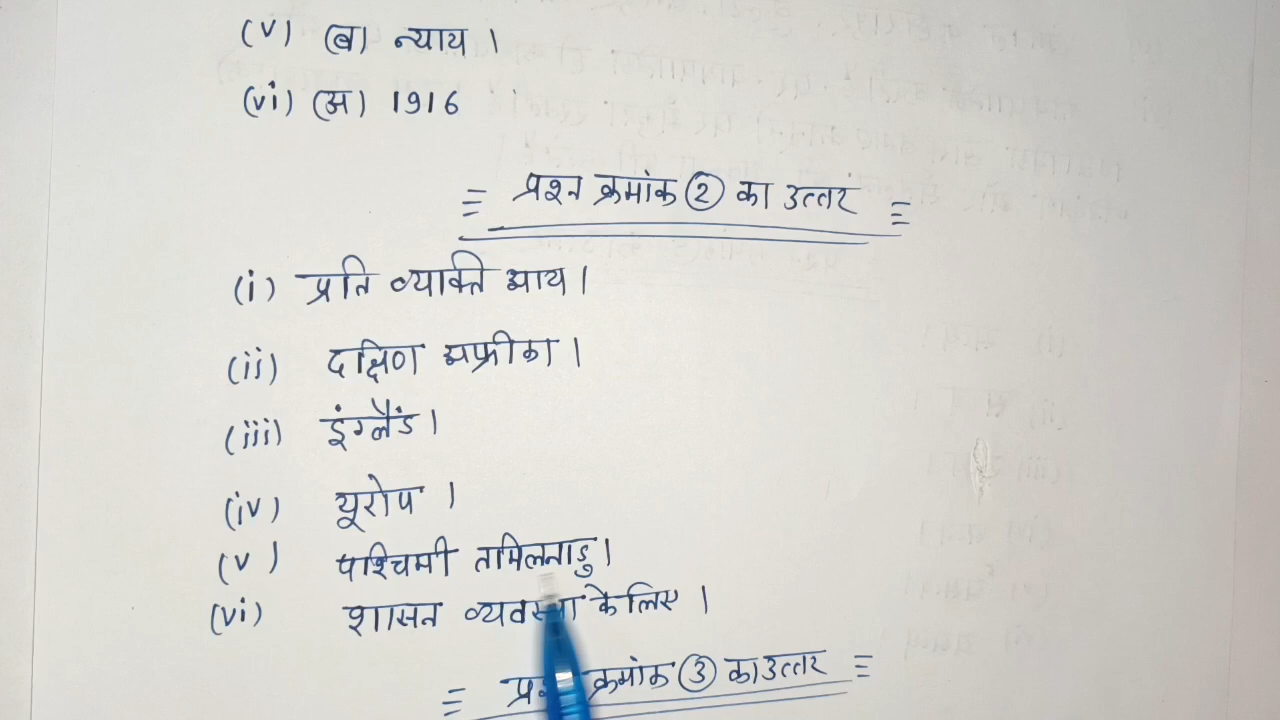 (v) (ब) न्याय ।
(vi) (अ) 1916
= प्रश्न क्रमांक ② का उत्तर =
(i) प्रति व्यक्ति आय ।
(ii) दक्षिण अफ्रीका ।
(iii) इंग्लैंड ।
(iv) यूरोप ।
(v) पश्चिमी तमिलनाडु ।
(vi) शासन व्यवस्था के लिए ।
= प्रश्न क्रमांक ③ का उत्तर =